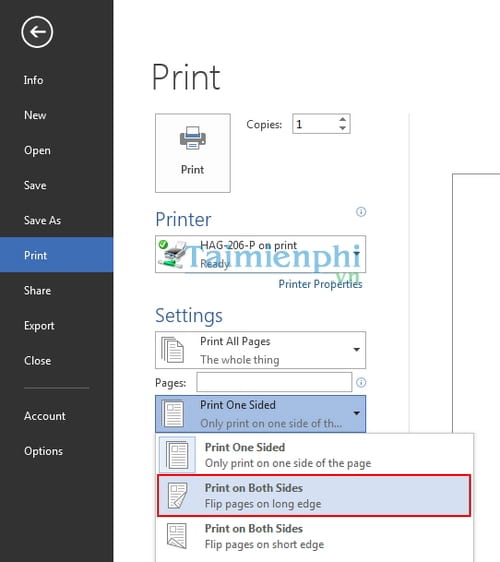 Info
New
Open
Save
Save As
Print
Share
Export
Close
Account
Options
Print
Print
Copies: 1
Printer
HAG-206-P on print
Ready
Taimienphi
.vn
Printer Properties
Settings
Print All Pages
The whole thing
Pages:
Print One Sided
Only print on one side of th...
Print One Sided
Only print on one side of the page
Print on Both Sides
Flip pages on long edge
Print on Both Sides
Flip pages on short edge